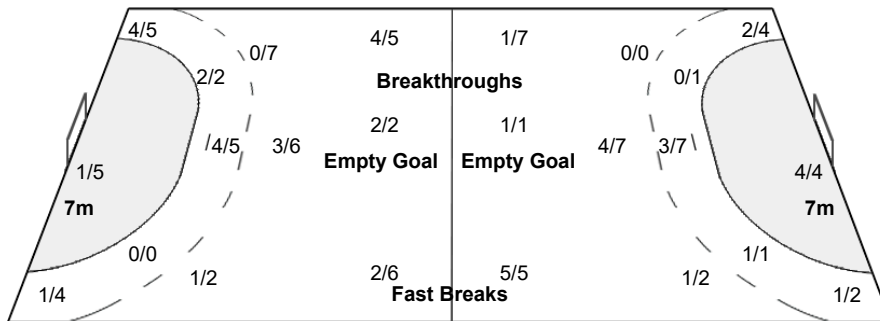 4/5 4/5 1/7 2/4
0/7 0/0
2/2 Breakthroughs 0/1
2/2 1/1
4/5 3/6 4/7 3/7
Empty Goal Empty Goal
1/5 4/4
7m 7m
0/0 1/1
1/2 2/6 5/5 1/2
1/4 Fast Breaks 1/2